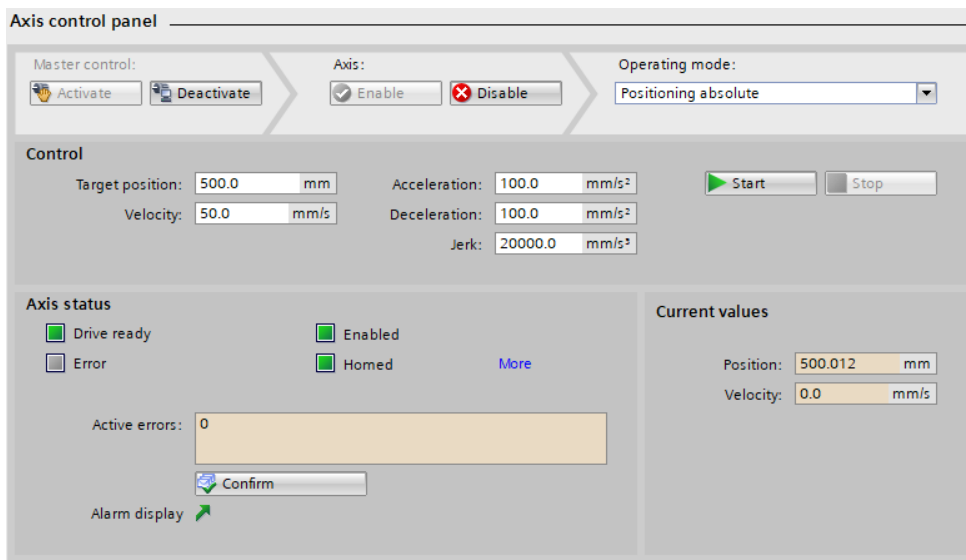 Axis control panel
Master control:
Activate
Deactivate
Axis:
Enable
Disable
Operating mode:
Positioning absolute
Control
Target position: 500.0 mm
Velocity: 50.0 mm/s
Acceleration: 100.0 mm/s²
Deceleration: 100.0 mm/s²
Jerk: 20000.0 mm/s³
Start
Stop
Axis status
Drive ready
Enabled
Error
Homed
More
Active errors: 0
Confirm
Alarm display
Current values
Position: 500.012 mm
Velocity: 0.0 mm/s